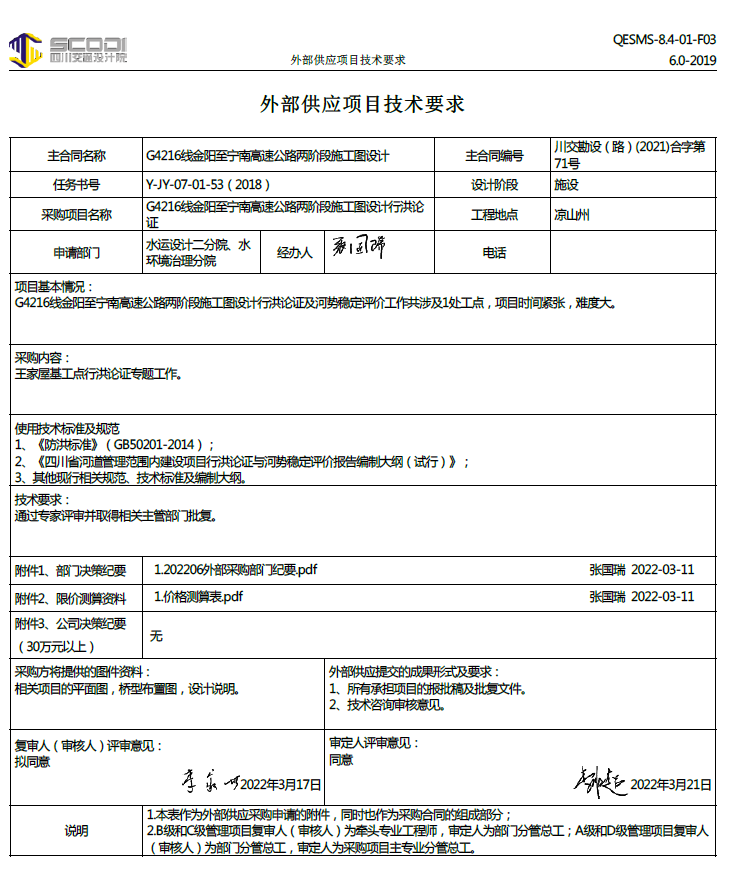 SCODI
四川交通设计院
外部供应项目技术要求
QESMS-8.4-01-F03
6.0-2019
外部供应项目技术要求
主合同名称 G4216线金阳至宁南高速公路两阶段施工图设计 主合同编号 川交勘设（路）(2021)合字第
71号
任务书号 Y-JY-07-01-53（2018） 设计阶段 施设
采购项目名称 G4216线金阳至宁南高速公路两阶段施工图设计行洪论
证 工程地点 凉山州
申请部门 水运设计二分院、水
环境治理分院 经办人 电话
项目基本情况：
G4216线金阳至宁南高速公路两阶段施工图设计行洪论证及河势稳定评价工作共涉及1处工点，项目时间紧张，难度大。
采购内容：
王家屋基工点行洪论证专题工作。
使用技术标准及规范
1、《防洪标准》（GB50201-2014）；
2、《四川省河道管理范围内建设项目行洪论证与河势稳定评价报告编制大纲（试行）》；
3、其他现行相关规范、技术标准及编制大纲。
技术要求：
通过专家评审并取得相关主管部门批复。
附件1、部门决策纪要 1.202206外部采购部门纪要.pdf 张国瑞 2022-03-11
附件2、限价测算资料 1.价格测算表.pdf 张国瑞 2022-03-11
附件3、公司决策纪要
（30万元以上） 无
采购方将提供的图件资料：
相关项目的平面图，桥型布置图，设计说明。
外部供应提交的成果形式及要求：
1、所有承担项目的报批稿及批复文件。
2、技术咨询审核意见。
复审人（审核人）评审意见：
拟同意
2022年3月17日
审定人评审意见：
同意
2022年3月21日
说明
1.本表作为外部供应采购申请的附件，同时也作为采购合同的组成部分；
2.B级和C级管理项目复审人（审核人）为牵头专业工程师，审定人为部门分管总工；A级和D级管理项目复审人
（审核人）为部门分管总工，审定人为采购项目主专业分管总工。